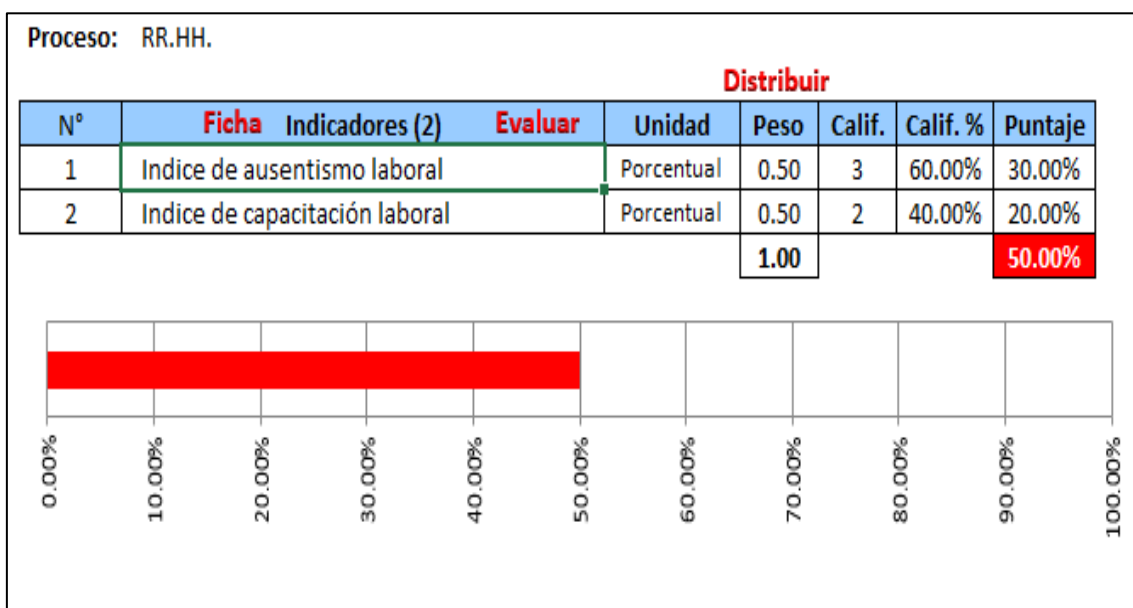 Proceso: RR.HH.
Distribuir
N° Ficha Indicadores (2) Evaluar Unidad Peso Calif. Calif. % Puntaje
1 Indice de ausentismo laboral Porcentual 0.50 3 60.00% 30.00%
2 Indice de capacitación laboral Porcentual 0.50 2 40.00% 20.00%
1.00 50.00%
0.00% 10.00% 20.00% 30.00% 40.00% 50.00% 60.00% 70.00% 80.00% 90.00% 100.00%